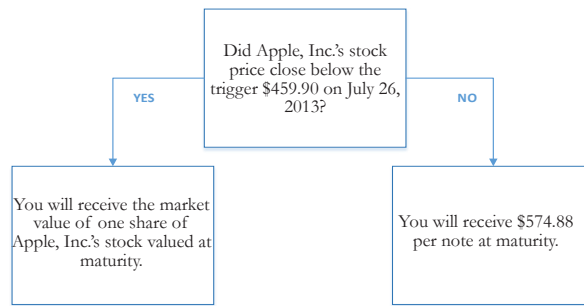 Did Apple, Inc.'s stock
price close below the
trigger $459.90 on July 26,
2013?
YES
NO
You will receive the market
value of one share of
Apple, Inc.'s stock valued at
maturity.
You will receive $574.88
per note at maturity.